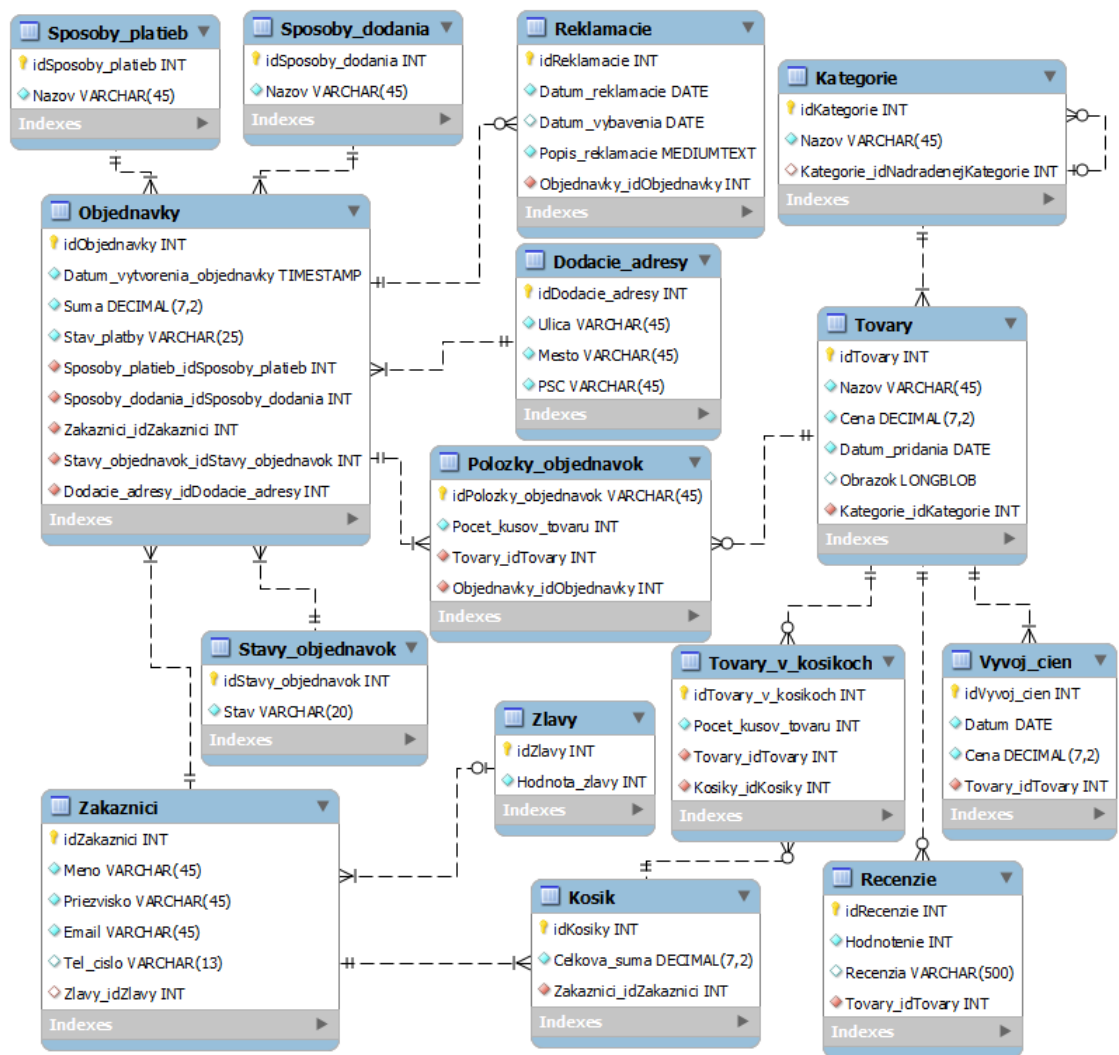 Sposoby_platieb
idSposoby_platieb INT
Nazov VARCHAR(45)
Indexes
Sposoby_dodania
idSposoby_dodania INT
Nazov VARCHAR(45)
Indexes
Reklamacie
idReklamacie INT
Datum_reklamacie DATE
Datum_vybavenia DATE
Popis_reklamacie MEDIUMTEXT
Objednavky_idObjednavky INT
Indexes
Kategorie
idKategorie INT
Nazov VARCHAR(45)
Kategorie_idNadradenejKategorie INT
Indexes
Objednavky
idObjednavky INT
Datum_vytvorenia_objednavky TIMESTAMP
Suma DECIMAL(7,2)
Stav_platby VARCHAR(25)
Sposoby_platieb_idSposoby_platieb INT
Sposoby_dodania_idSposoby_dodania INT
Zakaznici_idZakaznici INT
Stavy_objednavok_idStavy_objednavok INT
Dodacie_adresy_idDodacie_adresy INT
Indexes
Dodacie_adresy
idDodacie_adresy INT
Ulica VARCHAR(45)
Mesto VARCHAR(45)
PSC VARCHAR(45)
Indexes
Tovary
idTovary INT
Nazov VARCHAR(45)
Cena DECIMAL(7,2)
Datum_pridania DATE
Obrazok LONGBLOB
Kategorie_idKategorie INT
Indexes
Polozky_objednavok
idPolozky_objednavok VARCHAR(45)
Pocet_kusov_tovaru INT
Tovary_idTovary INT
Objednavky_idObjednavky INT
Indexes
Stavy_objednavok
idStavy_objednavok INT
Stav VARCHAR(20)
Indexes
Zlavy
idZlavy INT
Hodnota_zlavy INT
Indexes
Tovary_v_kosikoch
idTovary_v_kosikoch INT
Pocet_kusov_tovaru INT
Tovary_idTovary INT
Kosiky_idKosiky INT
Indexes
Vyvoj_cien
idVyvoj_cien INT
Datum DATE
Cena DECIMAL(7,2)
Tovary_idTovary INT
Indexes
Zakaznici
idZakaznici INT
Meno VARCHAR(45)
Priezvisko VARCHAR(45)
Email VARCHAR(45)
Tel_cislo VARCHAR(13)
Zlavy_idZlavy INT
Indexes
Kosik
idKosiky INT
Celkova_suma DECIMAL(7,2)
Zakaznici_idZakaznici INT
Indexes
Recenzie
idRecenzie INT
Hodnotenie INT
Recenzia VARCHAR(500)
Tovary_idTovary INT
Indexes